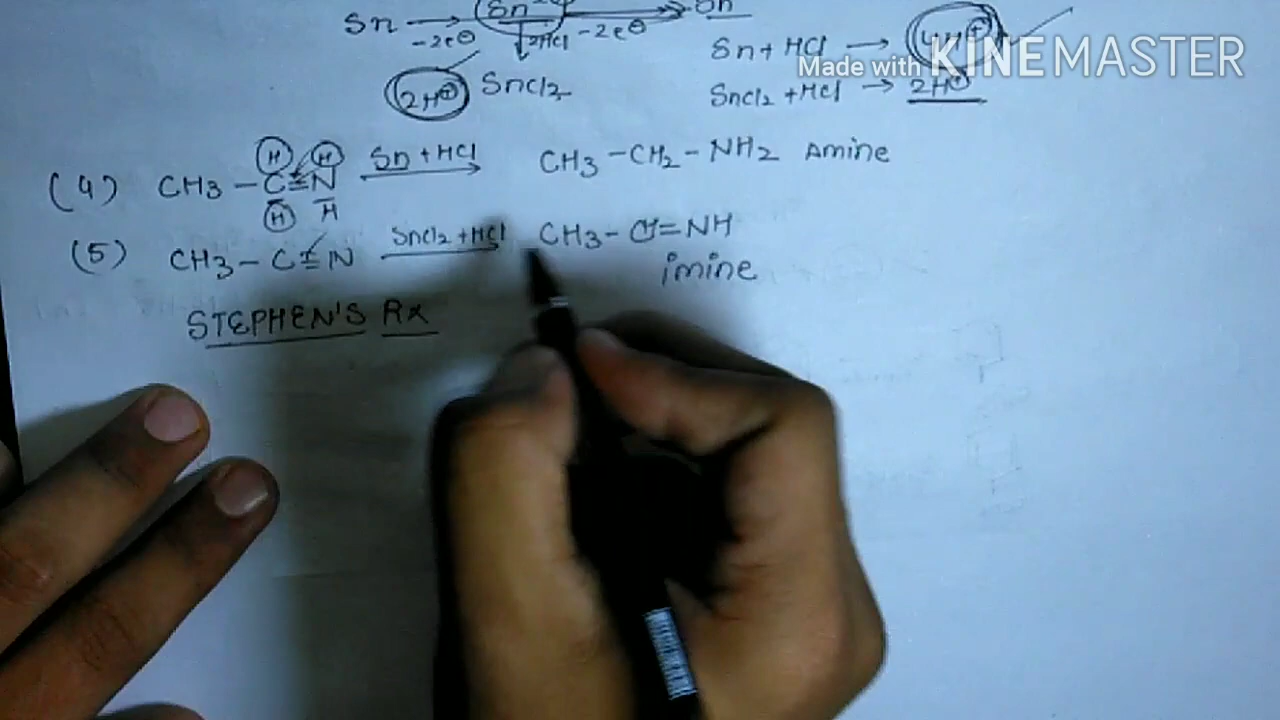 Sn -2e⊖ → Sn -2e⊖ → Sn
2HCl
Sn + HCl → 4H⊕
2H⊕ SnCl2
SnCl2 + HCl → 2H⊕
Made with KINEMASTER
H H
(4) CH3 - C ≡ N Sn + HCl → CH3 - CH2 - NH2 Amine
H H
(5) CH3 - C ≡ N SnCl2 + HCl → CH3 - CH = NH
imine
STEPHEN'S Rx